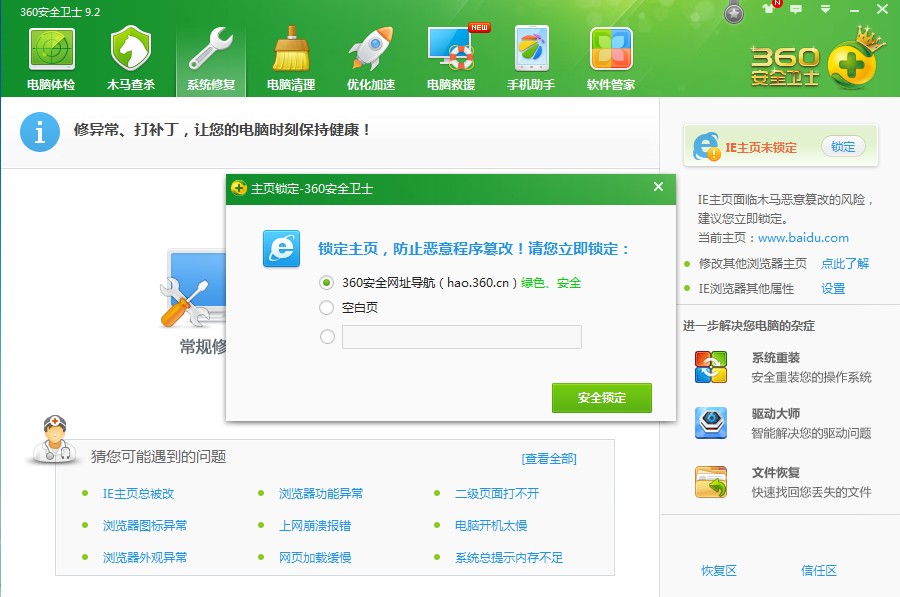 360安全卫士 9.2
N
电脑体检
木马查杀
系统修复
电脑清理
优化加速
NEW
电脑救援
手机助手
软件管家
360
安全卫士
修异常、打补丁，让您的电脑时刻保持健康！
IE主页未锁定
锁定
IE主页面临木马恶意篡改的风险，
建议您立即锁定。
当前主页：www.baidu.com
修改其他浏览器主页 点此了解
IE浏览器其他属性 设置
主页锁定-360安全卫士
锁定主页，防止恶意程序篡改！请您立即锁定：
360安全网址导航（hao.360.cn）绿色、安全
空白页
安全锁定
常规修
进一步解决您电脑的杂症
系统重装
安全重装您的操作系统
驱动大师
智能解决您的驱动问题
文件恢复
快速找回您丢失的文件
猜您可能遇到的问题
[查看全部]
IE主页总被改
浏览器功能异常
二级页面打不开
浏览器图标异常
上网崩溃报错
电脑开机太慢
浏览器外观异常
网页加载缓慢
系统总提示内存不足
恢复区
信任区